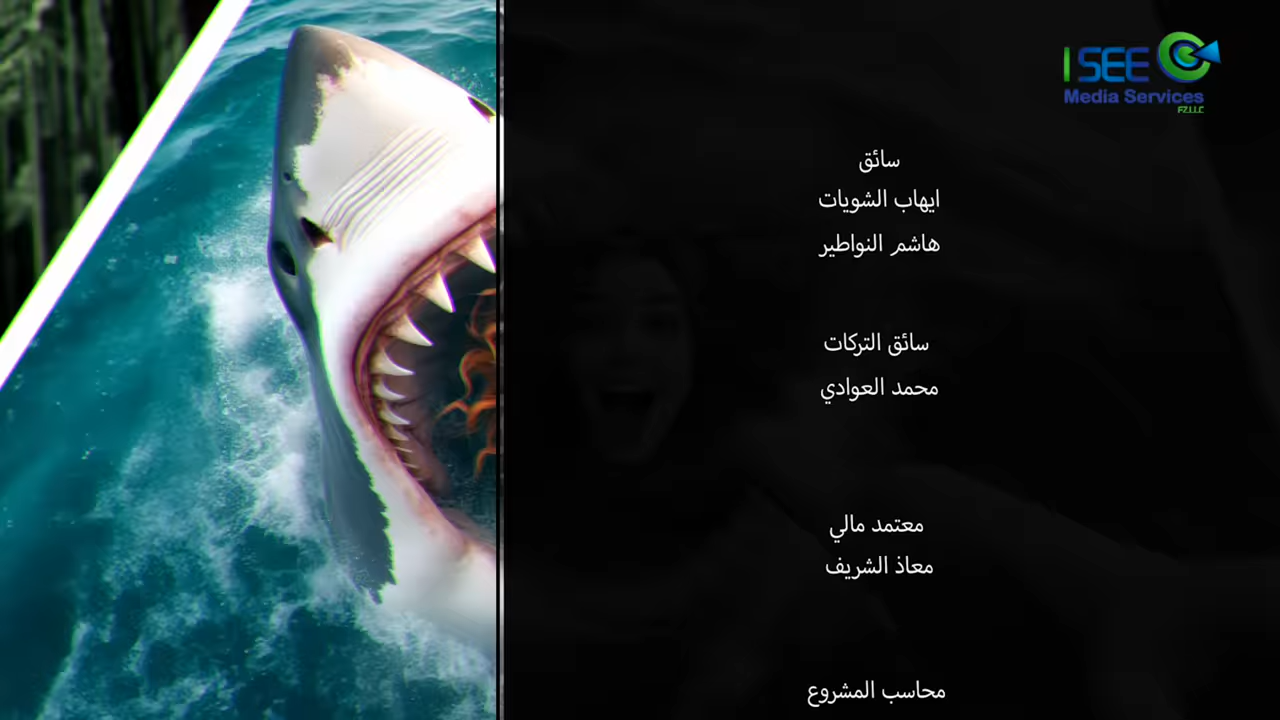 I SEE
Media Services
FZ.LLC
سائق
ايهاب الشويات
هاشم النواطير
سائق التركات
محمد العوادي
معتمد مالي
معاذ الشريف
محاسب المشروع